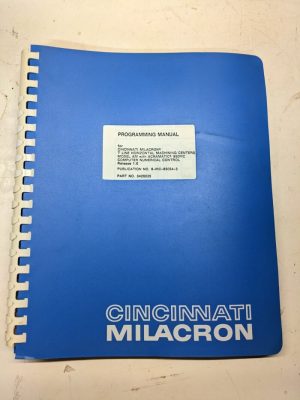 PROGRAMMING MANUAL
for
CINCINNATI MILACRON
T LINE HORIZONTAL MACHINING CENTERS
MODEL with ACRAMATIC
COMPUTER NUMERICAL CONTROL
Release 1.0
PUBLICATION NO.
PART NO.
CINCINNATI
MILACRON